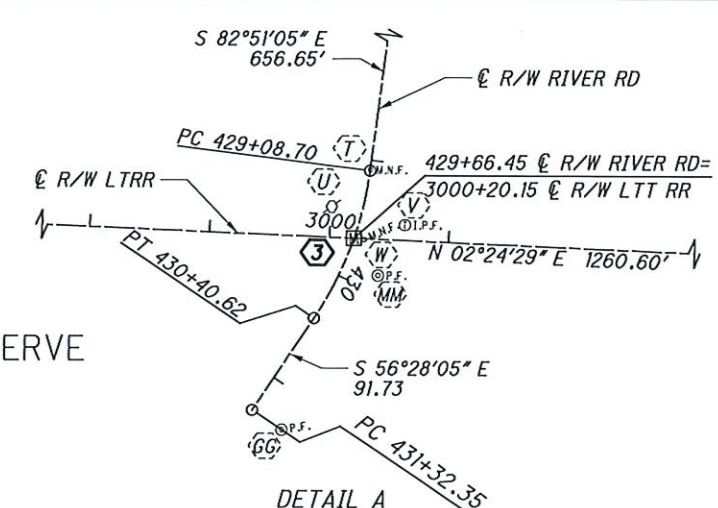 S 82°51'05" E
656.65'
℄ R/W RIVER RD
PC 429+08.70
T
M.N.F.
429+66.45 ℄ R/W RIVER RD=
3000+20.15 ℄ R/W LTT RR
℄ R/W LTRR
U
V
I.P.F.
3000
M
M.N.F.
3
W
N 02°24'29" E 1260.60'
PT 430+40.62
430
P.F.
MM
ERVE
S 56°28'05" E
91.73
P.F.
GG
PC 431+32.35
DETAIL A